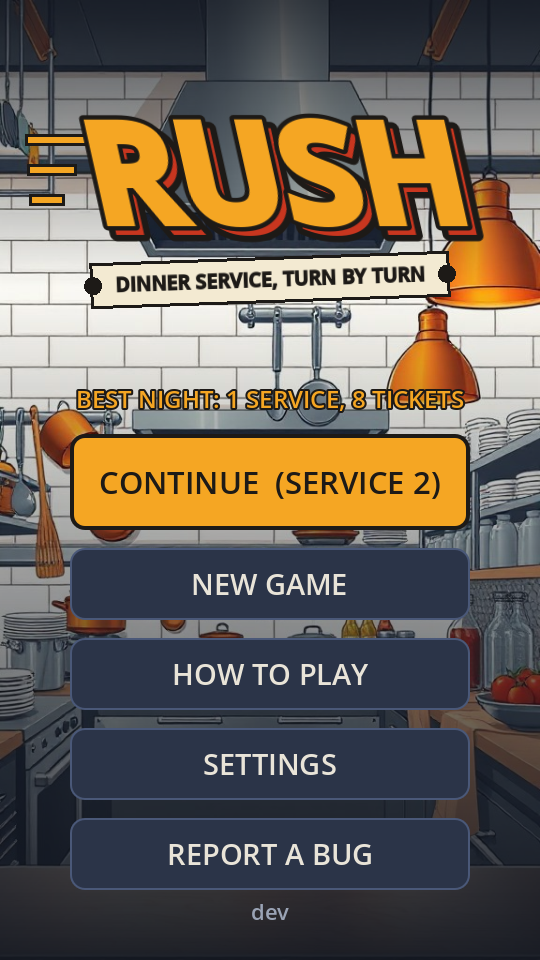 RUSH
DINNER SERVICE, TURN BY TURN
BEST NIGHT: 1 SERVICE, 8 TICKETS
CONTINUE (SERVICE 2)
NEW GAME
HOW TO PLAY
SETTINGS
REPORT A BUG
dev